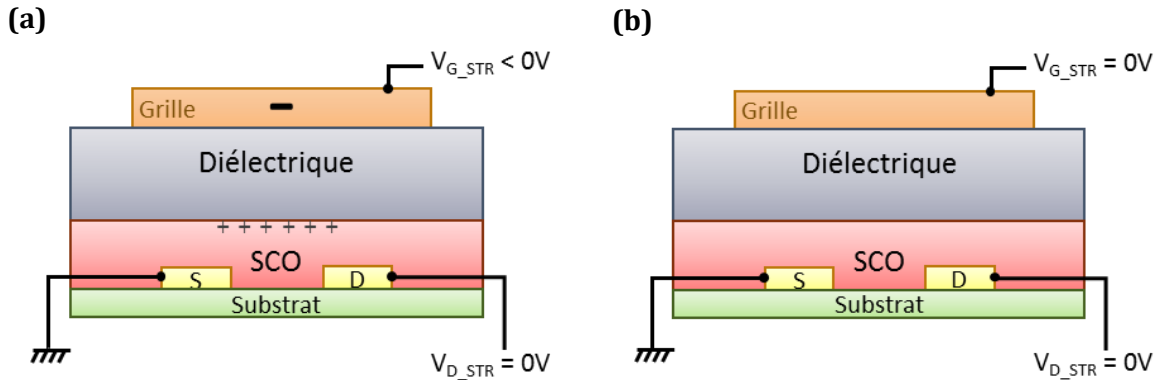 (a)
V_G_STR < 0V
Grille
Diélectrique
+ + + + + +
SCO
S
D
Substrat
V_D_STR = 0V
(b)
V_G_STR = 0V
Grille
Diélectrique
SCO
S
D
Substrat
V_D_STR = 0V